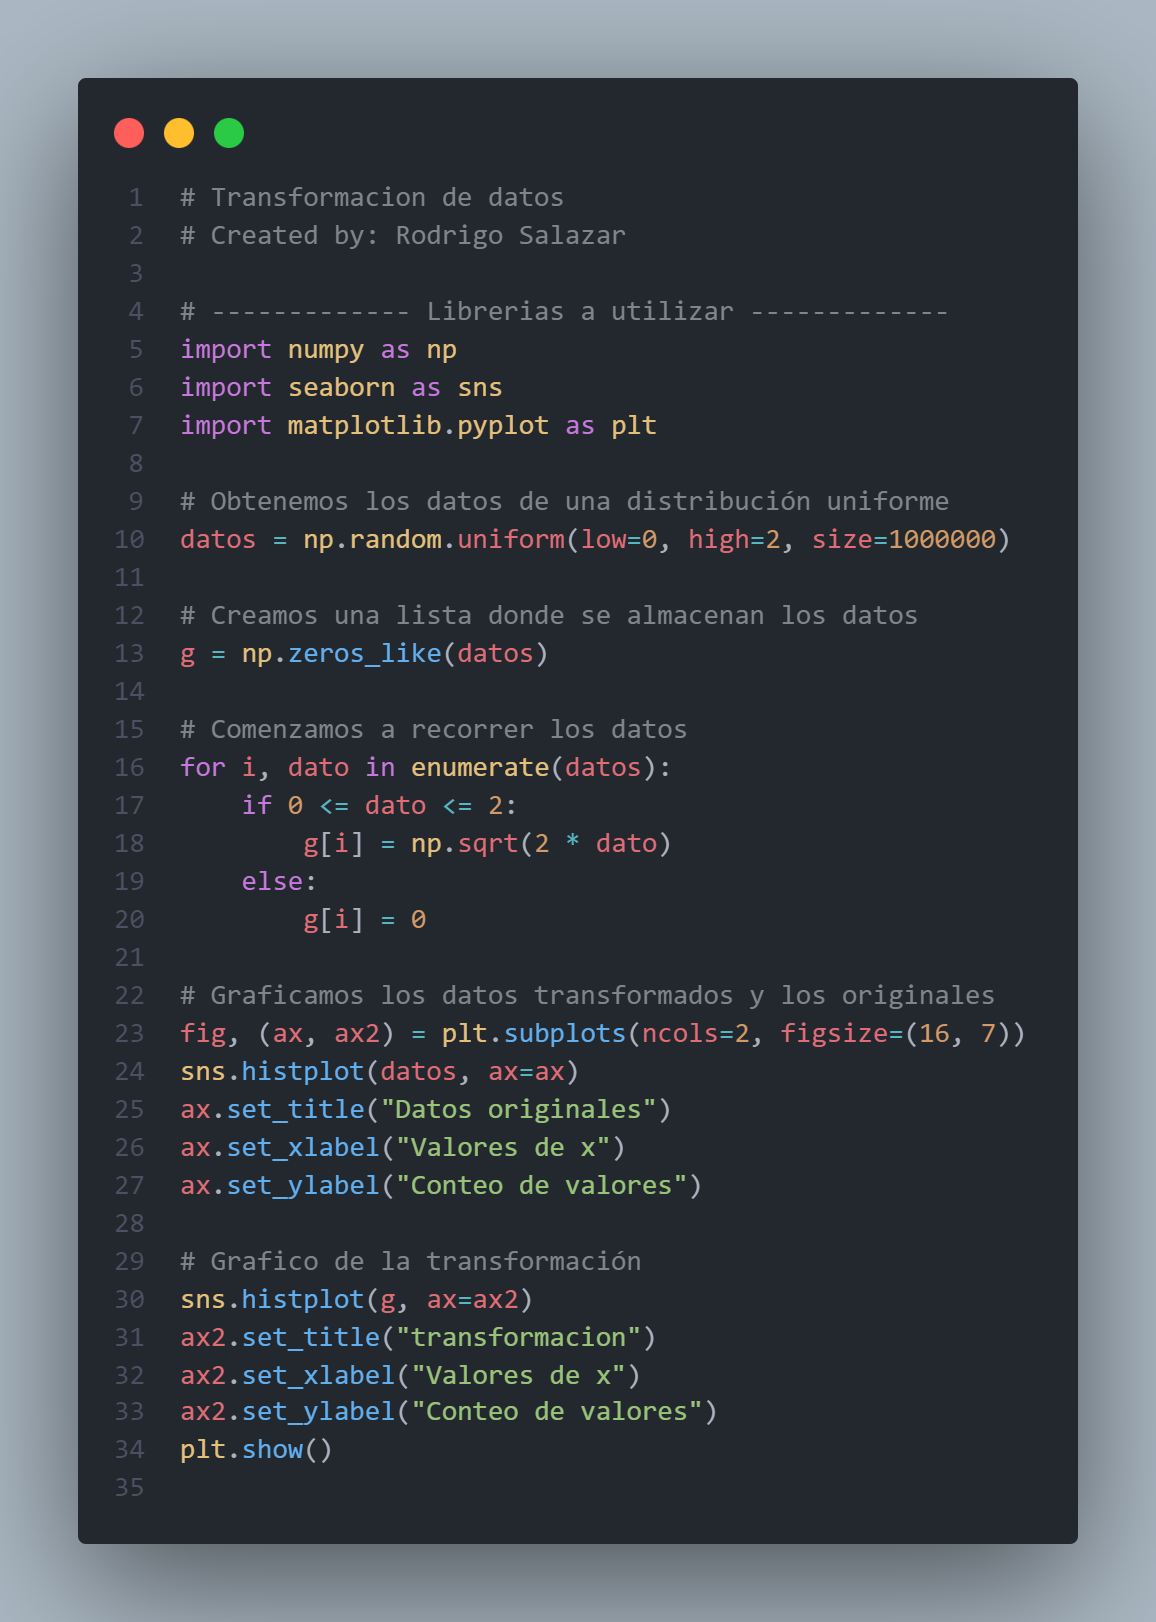 1 # Transformacion de datos
2 # Created by: Rodrigo Salazar
3
4 # ------------- Librerias a utilizar -------------
5 import numpy as np
6 import seaborn as sns
7 import matplotlib.pyplot as plt
8
9 # Obtenemos los datos de una distribución uniforme
10 datos = np.random.uniform(low=0, high=2, size=1000000)
11
12 # Creamos una lista donde se almacenan los datos
13 g = np.zeros_like(datos)
14
15 # Comenzamos a recorrer los datos
16 for i, dato in enumerate(datos):
17     if 0 <= dato <= 2:
18         g[i] = np.sqrt(2 * dato)
19     else:
20         g[i] = 0
21
22 # Graficamos los datos transformados y los originales
23 fig, (ax, ax2) = plt.subplots(ncols=2, figsize=(16, 7))
24 sns.histplot(datos, ax=ax)
25 ax.set_title("Datos originales")
26 ax.set_xlabel("Valores de x")
27 ax.set_ylabel("Conteo de valores")
28
29 # Grafico de la transformación
30 sns.histplot(g, ax=ax2)
31 ax2.set_title("transformacion")
32 ax2.set_xlabel("Valores de x")
33 ax2.set_ylabel("Conteo de valores")
34 plt.show()
35